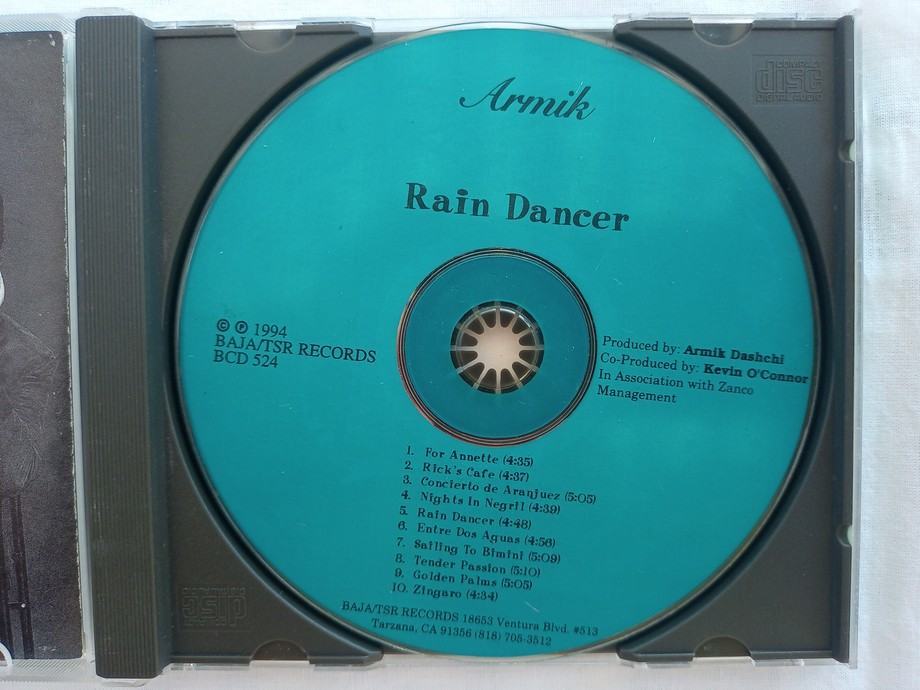 COMPACT
disc
DIGITAL AUDIO
Armik
Rain Dancer
© ℗ 1994
BAJA/TSR RECORDS
BCD 524
Produced by: Armik Dashchi
Co-Produced by: Kevin O'Connor
In Association with Zanco
Management
1. For Annette (4:35)
2. Rick's Cafe (4:37)
3. Concierto de Aranjuez (5:05)
4. Nights In Negril (4:39)
5. Rain Dancer (4:48)
6. Entre Dos Aguas (4:56)
7. Sailing To Bimini (5:09)
8. Tender Passion (5:10)
9. Golden Palms (5:05)
10. Zingaro (4:34)
BAJA/TSR RECORDS 18653 Ventura Blvd. #513
Tarzana, CA 91356 (818) 705-3512
disc